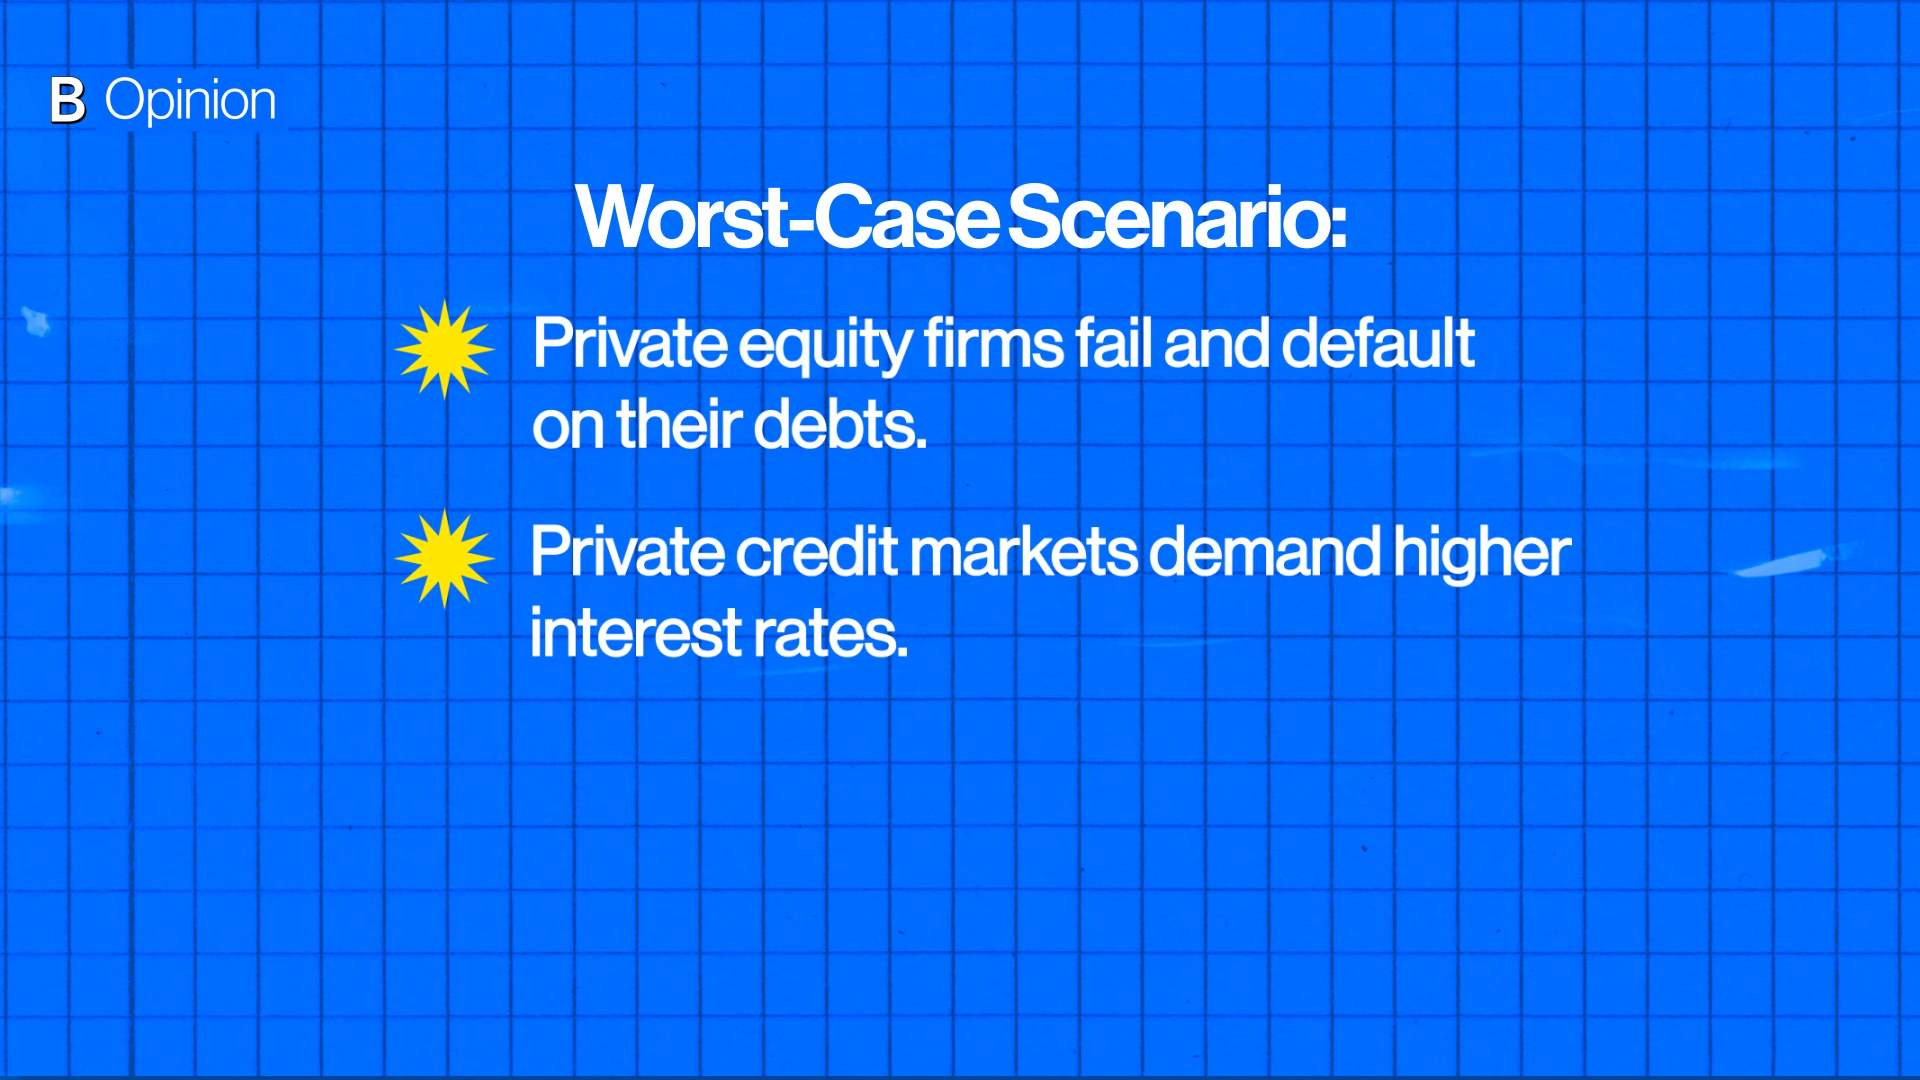 B Opinion
Worst-Case Scenario:
Private equity firms fail and default
on their debts.
Private credit markets demand higher
interest rates.